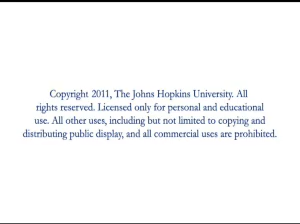 Copyright 2011, The Johns Hopkins University. All
rights reserved. Licensed only for personal and educational
use. All other uses, including but not limited to copying and
distributing public display, and all commercial uses are prohibited.